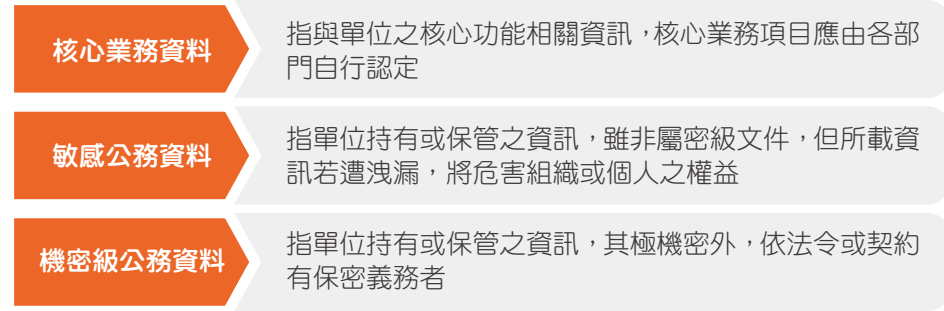 核心業務資料
指與單位之核心功能相關資訊，核心業務項目應由各部
門自行認定
敏感公務資料
指單位持有或保管之資訊，雖非屬密級文件，但所載資
訊若遭洩漏，將危害組織或個人之權益
機密級公務資料
指單位持有或保管之資訊，其極機密外，依法令或契約
有保密義務者